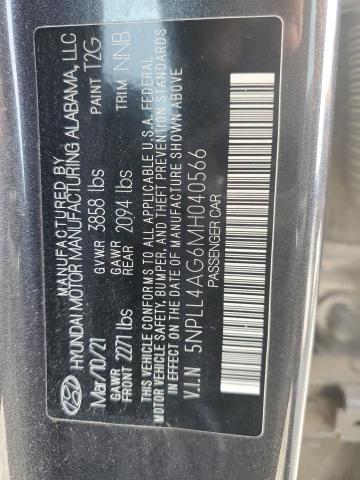 MANUFACTURED BY
HYUNDAI MOTOR MANUFACTURING ALABAMA, LLC
Mar/10/21 GVWR 3858 lbs PAINT T2G
GAWR FRONT 2271 lbs GAWR REAR 2094 lbs TRIM NNB
THIS VEHICLE CONFORMS TO ALL APPLICABLE U.S.A. FEDERAL
MOTOR VEHICLE SAFETY, BUMPER, AND THEFT PREVENTION STANDARDS
IN EFFECT ON THE DATE OF MANUFACTURE SHOWN ABOVE.
V.I.N 5NPLL4AG6MH040566
PASSENGER CAR